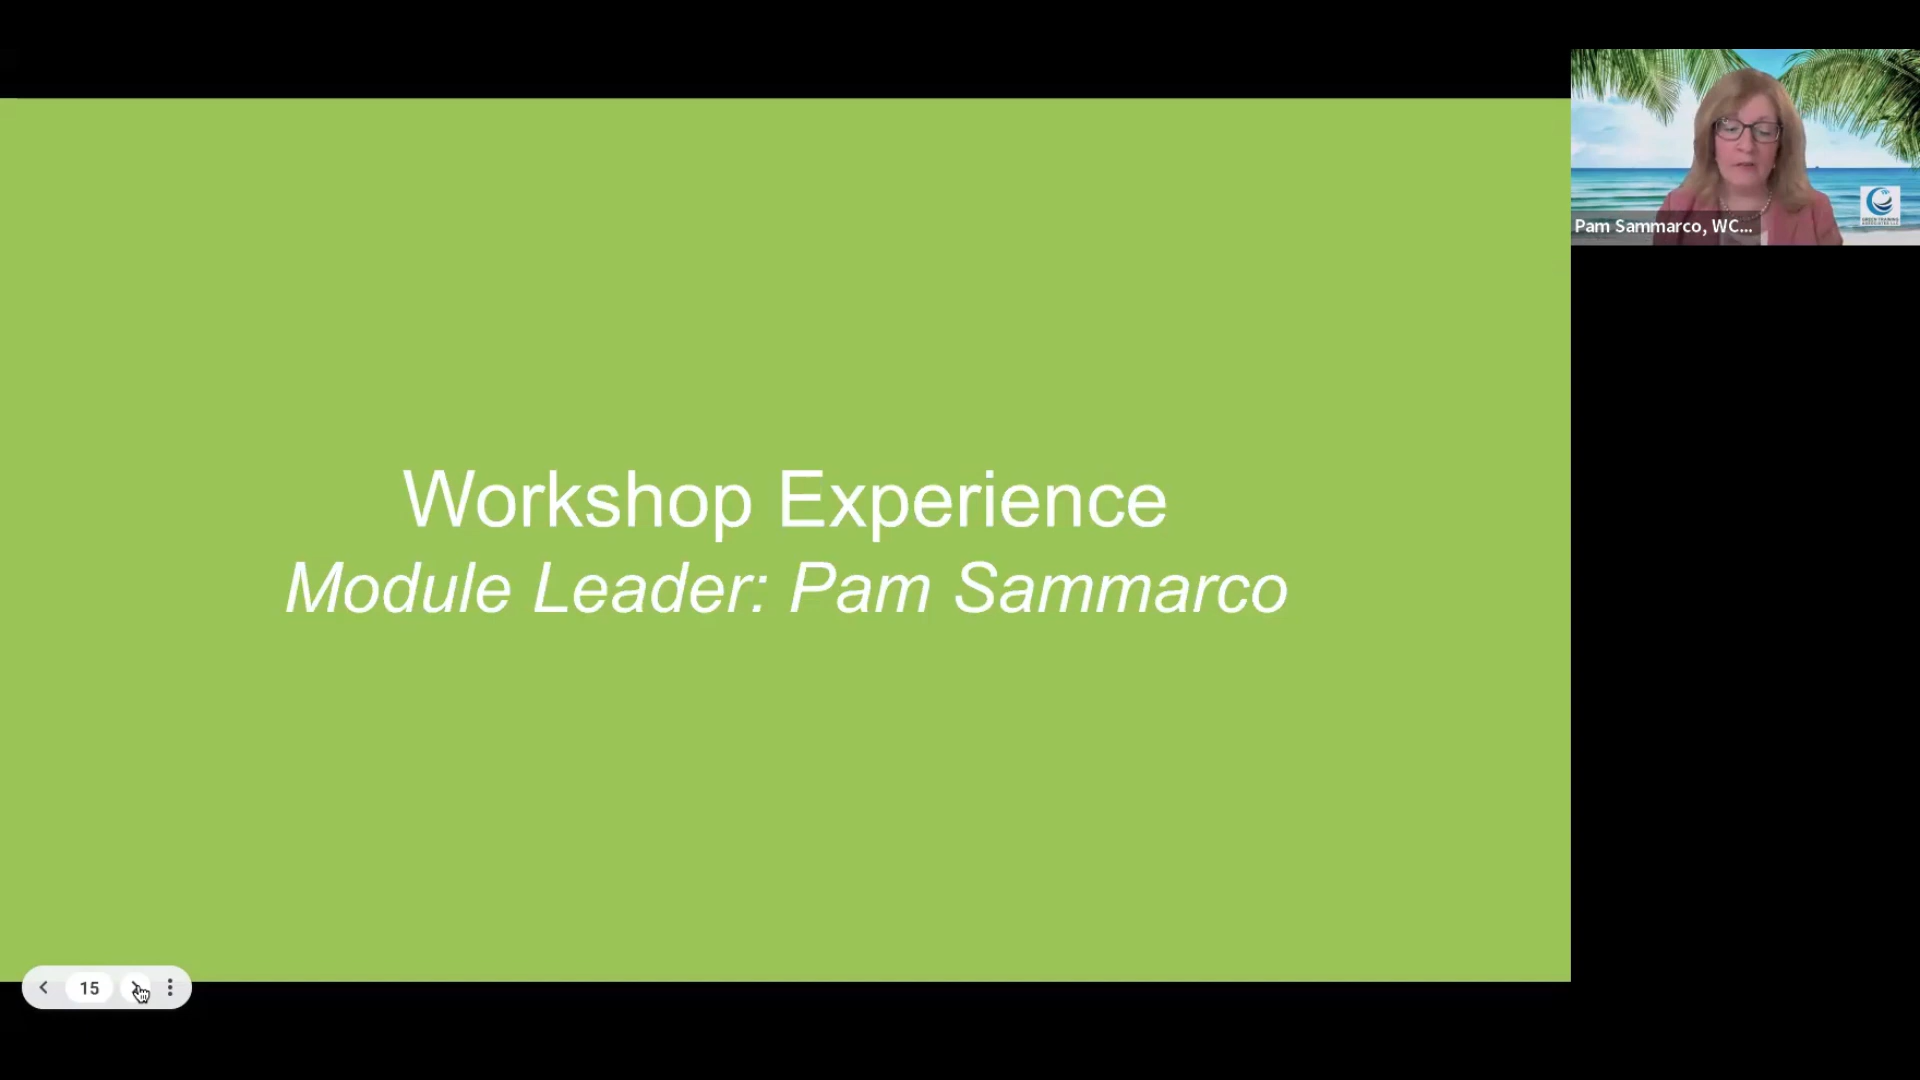 Workshop Experience
Module Leader: Pam Sammarco
Pam Sammarco, WC...
15